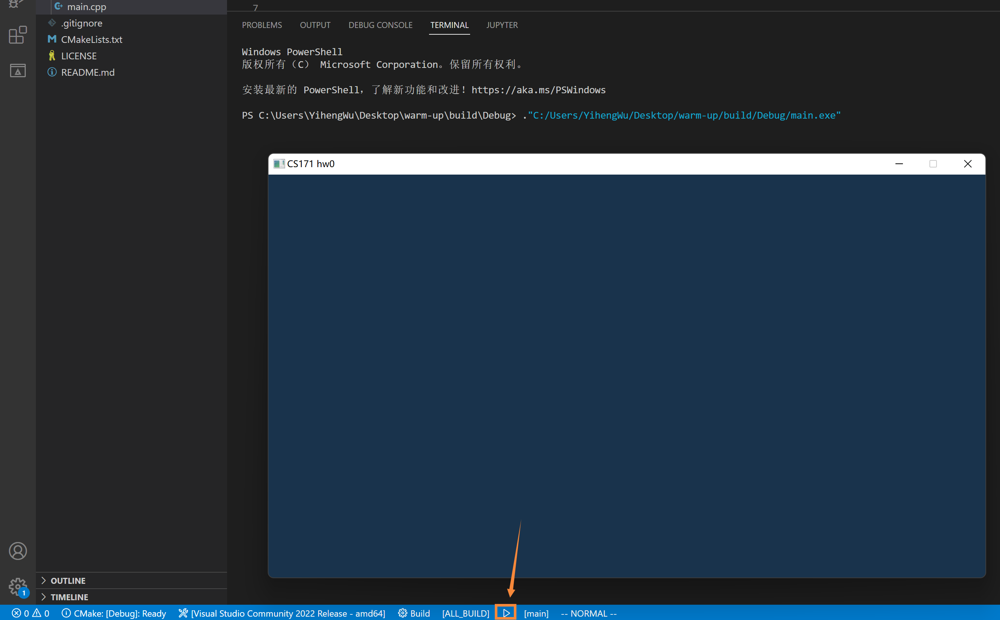 main.cpp
.gitignore
CMakeLists.txt
LICENSE
README.md
OUTLINE
TIMELINE
7
PROBLEMS OUTPUT DEBUG CONSOLE TERMINAL JUPYTER
Windows PowerShell
版权所有（C） Microsoft Corporation。保留所有权利。
安装最新的 PowerShell，了解新功能和改进！https://aka.ms/PSWindows
PS C:\Users\YihengWu\Desktop\warm-up\build\Debug> ."C:/Users/YihengWu/Desktop/warm-up/build/Debug/main.exe"
CS171 hw0
1
0 0 CMake: [Debug]: Ready [Visual Studio Community 2022 Release - amd64] Build [ALL_BUILD] [main] -- NORMAL --